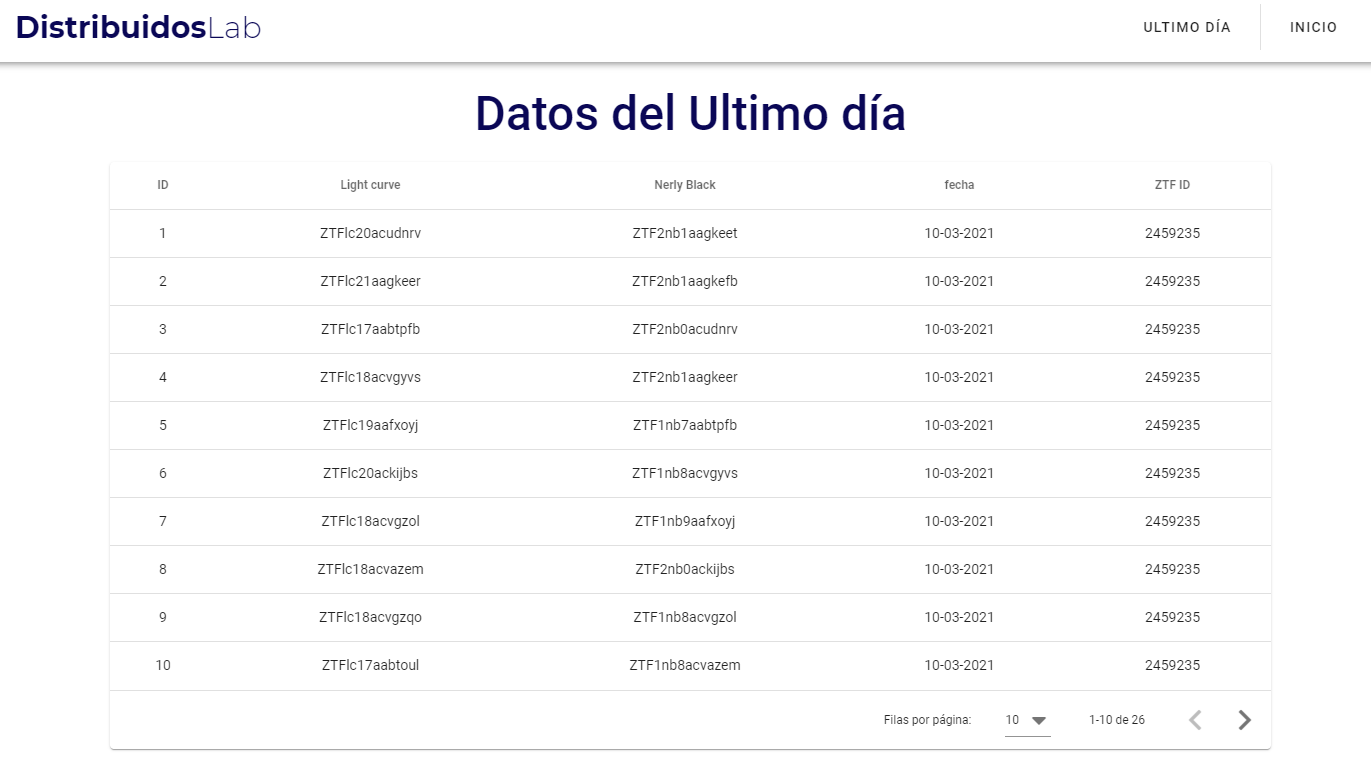 DistribuidosLab ULTIMO DÍA INICIO
Datos del Ultimo día
ID Light curve Nerly Black fecha ZTF ID
1 ZTFlc20acudnrv ZTF2nb1aagkeet 10-03-2021 2459235
2 ZTFlc21aagkeer ZTF2nb1aagkefb 10-03-2021 2459235
3 ZTFlc17aabtpfb ZTF2nb0acudnrv 10-03-2021 2459235
4 ZTFlc18acvgyvs ZTF2nb1aagkeer 10-03-2021 2459235
5 ZTFlc19aafxoyj ZTF1nb7aabtpfb 10-03-2021 2459235
6 ZTFlc20ackijbs ZTF1nb8acvgyvs 10-03-2021 2459235
7 ZTFlc18acvgzol ZTF1nb9aafxoyj 10-03-2021 2459235
8 ZTFlc18acvazem ZTF2nb0ackijbs 10-03-2021 2459235
9 ZTFlc18acvgzqo ZTF1nb8acvgzol 10-03-2021 2459235
10 ZTFlc17aabtoul ZTF1nb8acvazem 10-03-2021 2459235
Filas por página: 10 1-10 de 26